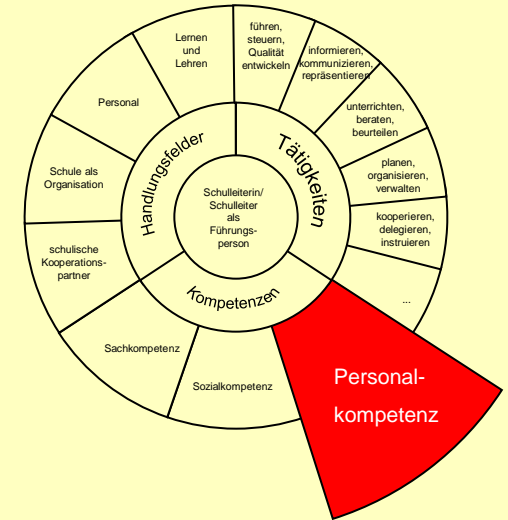 Schulleiterin/
Schulleiter
als
Führungs-
person
Handlungsfelder
Tätigkeiten
Kompetenzen
Lernen
und
Lehren
führen,
steuern,
Qualität
entwickeln
informieren,
kommunizieren,
repräsentieren
unterrichten,
beraten,
beurteilen
planen,
organisieren,
verwalten
kooperieren,
delegieren,
instruieren
...
Personal-
kompetenz
Sozialkompetenz
Sachkompetenz
schulische
Kooperations-
partner
Schule als
Organisation
Personal